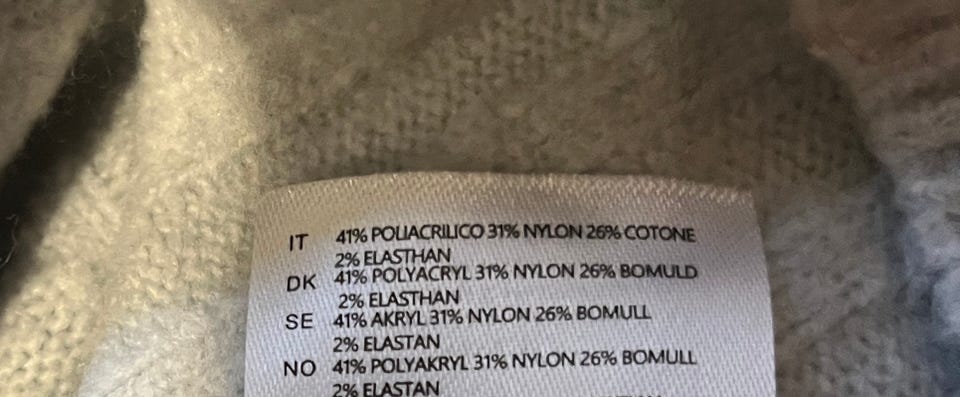 IT 41% POLIACRILICO 31% NYLON 26% COTONE
2% ELASTHAN
DK 41% POLYACRYL 31% NYLON 26% BOMULD
2% ELASTHAN
SE 41% AKRYL 31% NYLON 26% BOMULL
2% ELASTAN
NO 41% POLYAKRYL 31% NYLON 26% BOMULL
2% ELASTAN